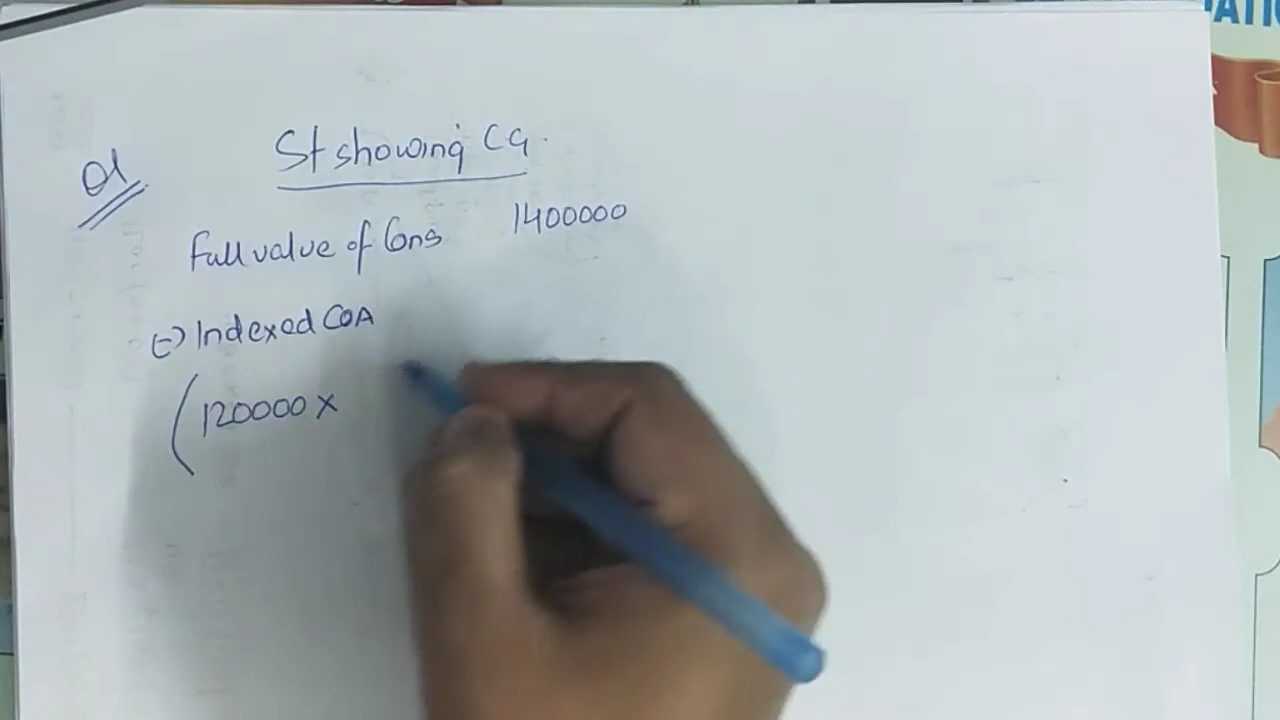 Q1
St showing CG.
Full value of Cons 1400000
(-) Indexed COA
(120000 x